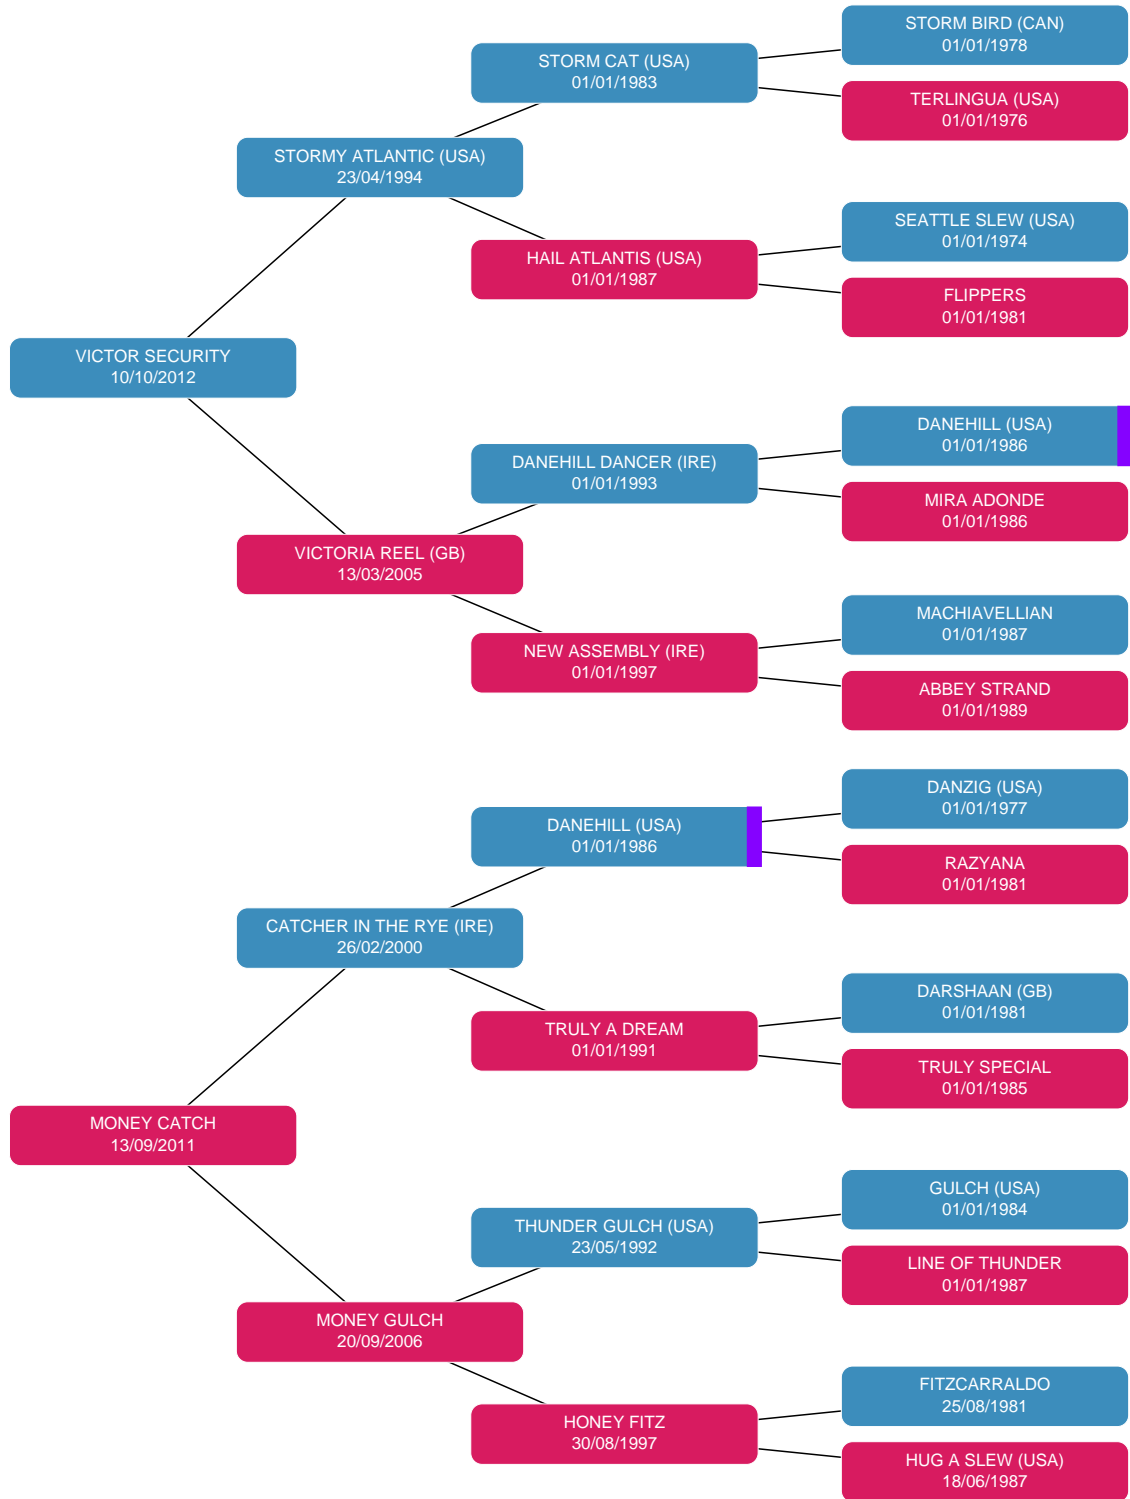 STORM BIRD (CAN)
01/01/1978
STORM CAT (USA)
01/01/1983
TERLINGUA (USA)
01/01/1976
STORMY ATLANTIC (USA)
23/04/1994
SEATTLE SLEW (USA)
01/01/1974
HAIL ATLANTIS (USA)
01/01/1987
FLIPPERS
01/01/1981
VICTOR SECURITY
10/10/2012
DANEHILL (USA)
01/01/1986
DANEHILL DANCER (IRE)
01/01/1993
MIRA ADONDE
01/01/1986
VICTORIA REEL (GB)
13/03/2005
MACHIAVELLIAN
01/01/1987
NEW ASSEMBLY (IRE)
01/01/1997
ABBEY STRAND
01/01/1989
DANZIG (USA)
01/01/1977
DANEHILL (USA)
01/01/1986
RAZYANA
01/01/1981
CATCHER IN THE RYE (IRE)
26/02/2000
DARSHAAN (GB)
01/01/1981
TRULY A DREAM
01/01/1991
TRULY SPECIAL
01/01/1985
MONEY CATCH
13/09/2011
GULCH (USA)
01/01/1984
THUNDER GULCH (USA)
23/05/1992
LINE OF THUNDER
01/01/1987
MONEY GULCH
20/09/2006
FITZCARRALDO
25/08/1981
HONEY FITZ
30/08/1997
HUG A SLEW (USA)
18/06/1987